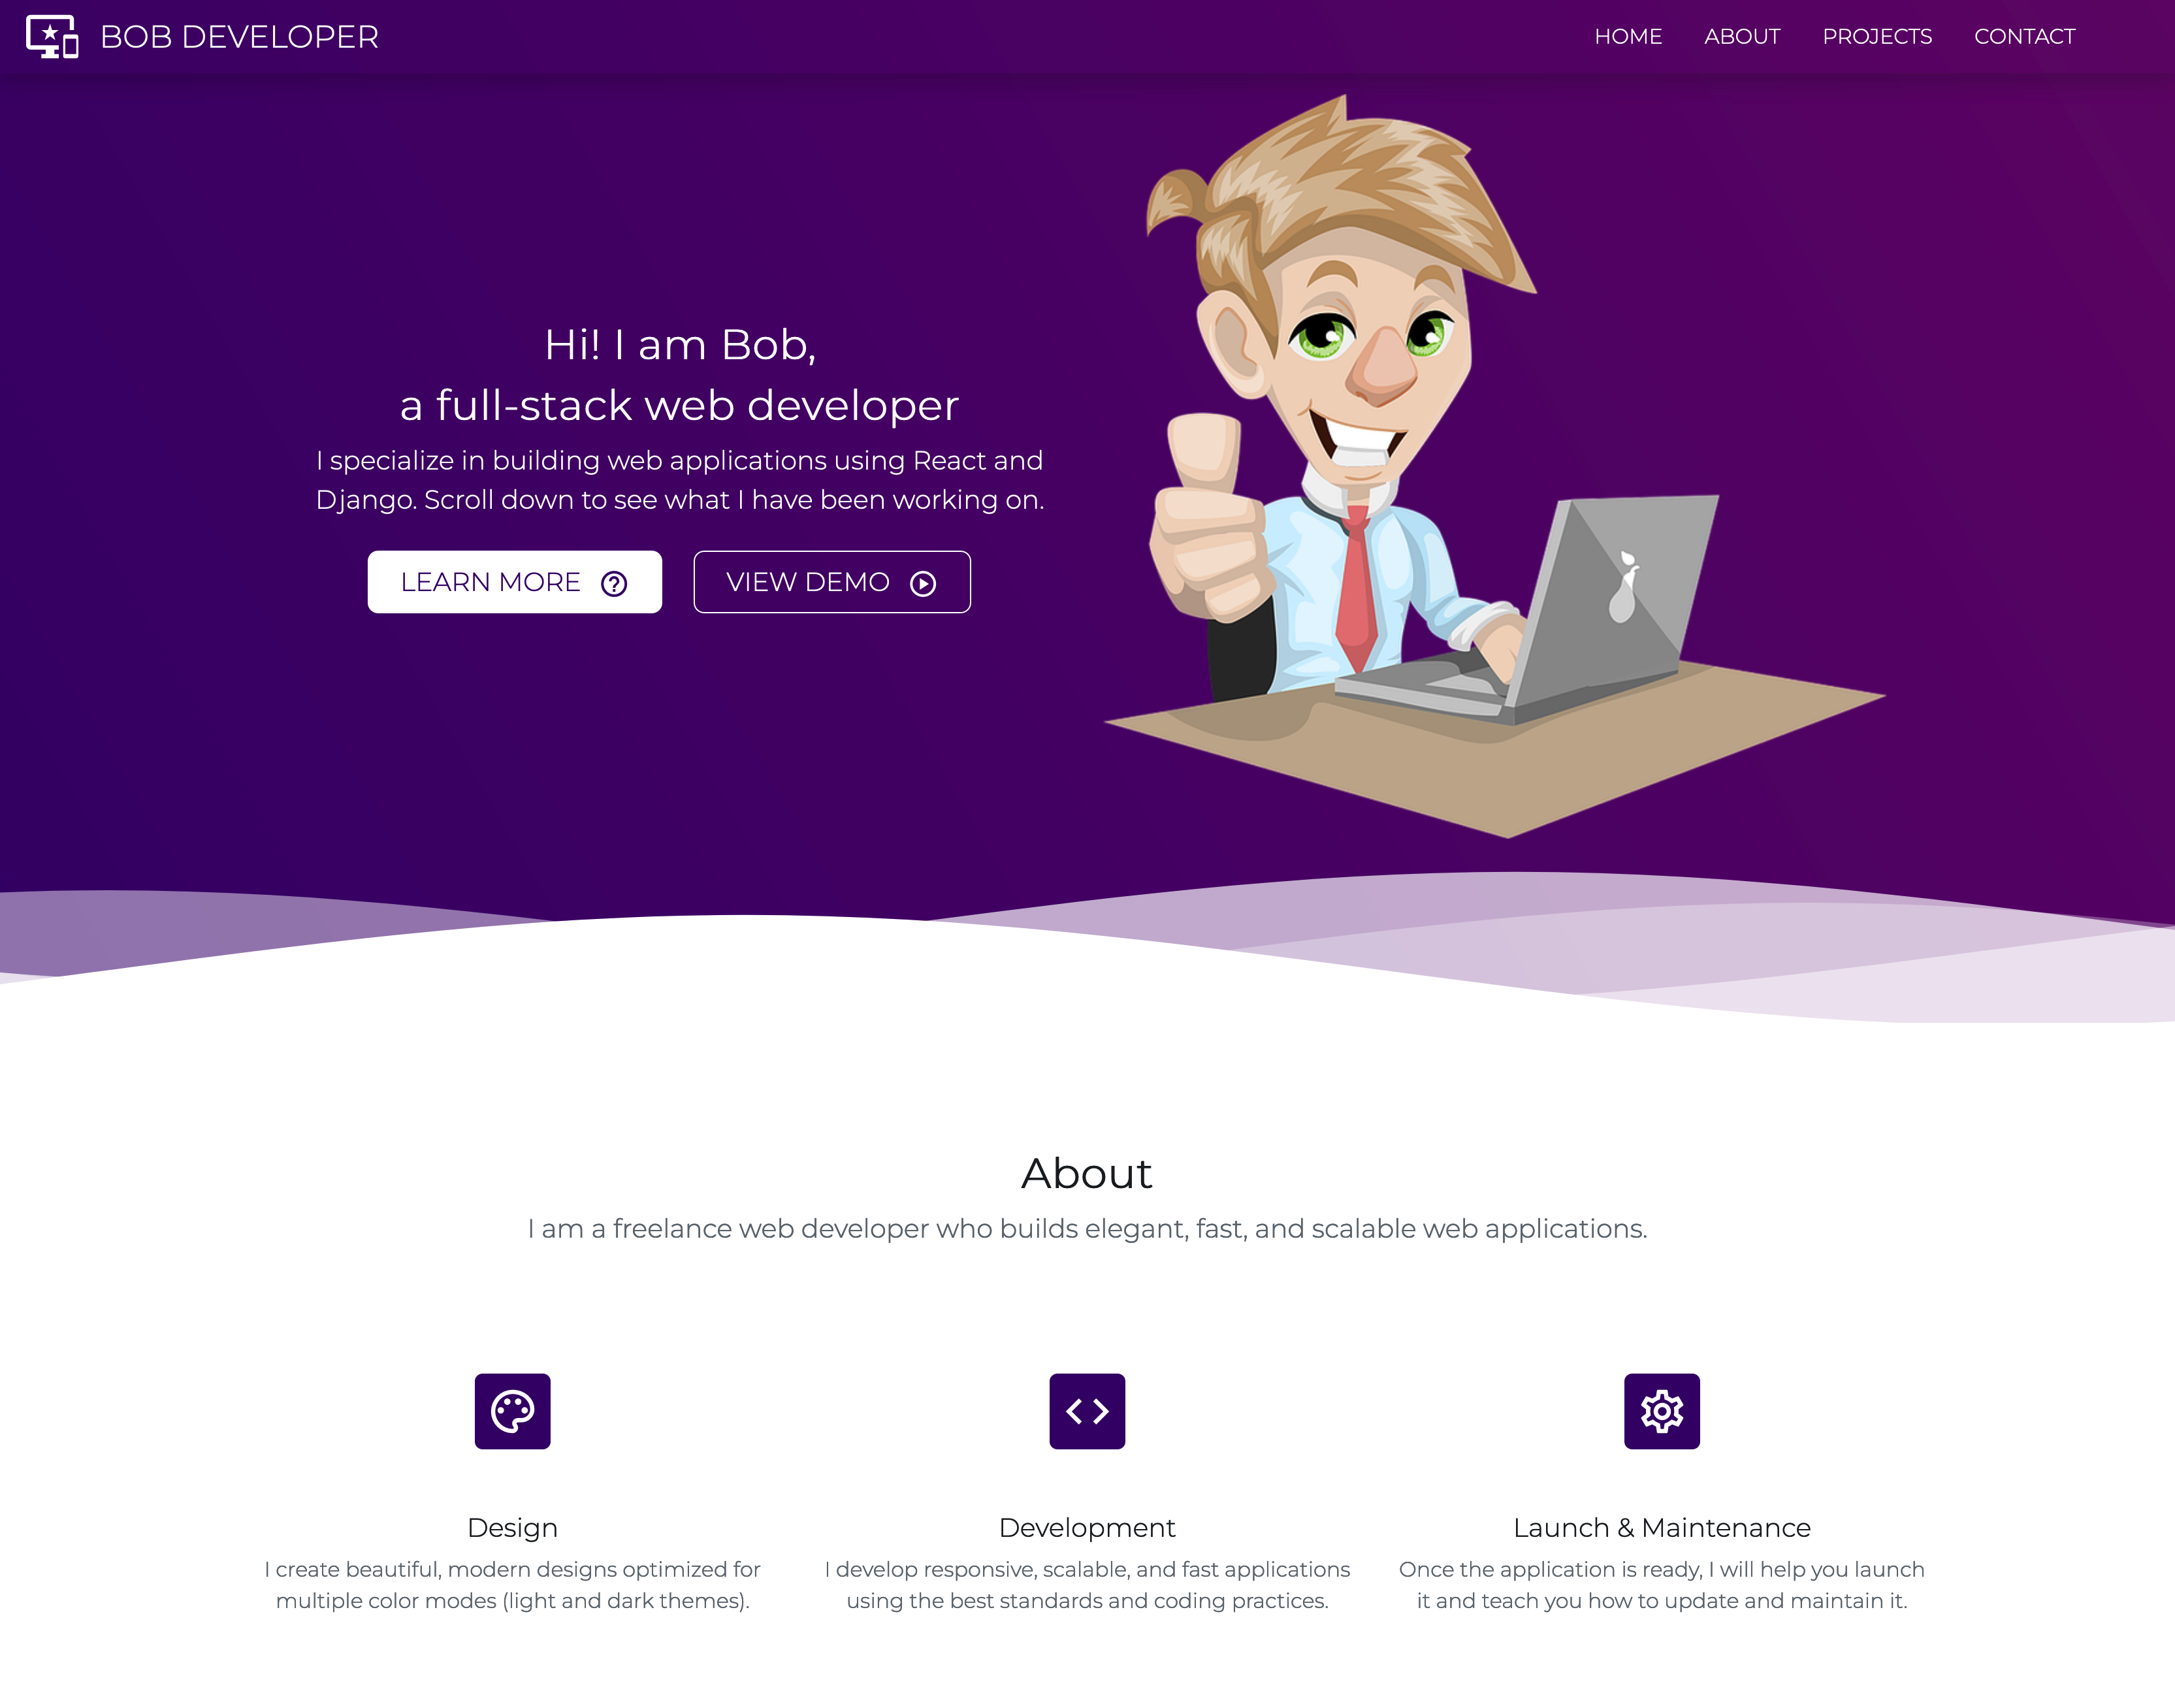 BOB DEVELOPER
HOME ABOUT PROJECTS CONTACT
Hi! I am Bob,
a full-stack web developer
I specialize in building web applications using React and
Django. Scroll down to see what I have been working on.
LEARN MORE
VIEW DEMO
About
I am a freelance web developer who builds elegant, fast, and scalable web applications.
Design
I create beautiful, modern designs optimized for
multiple color modes (light and dark themes).
Development
I develop responsive, scalable, and fast applications
using the best standards and coding practices.
Launch & Maintenance
Once the application is ready, I will help you launch
it and teach you how to update and maintain it.